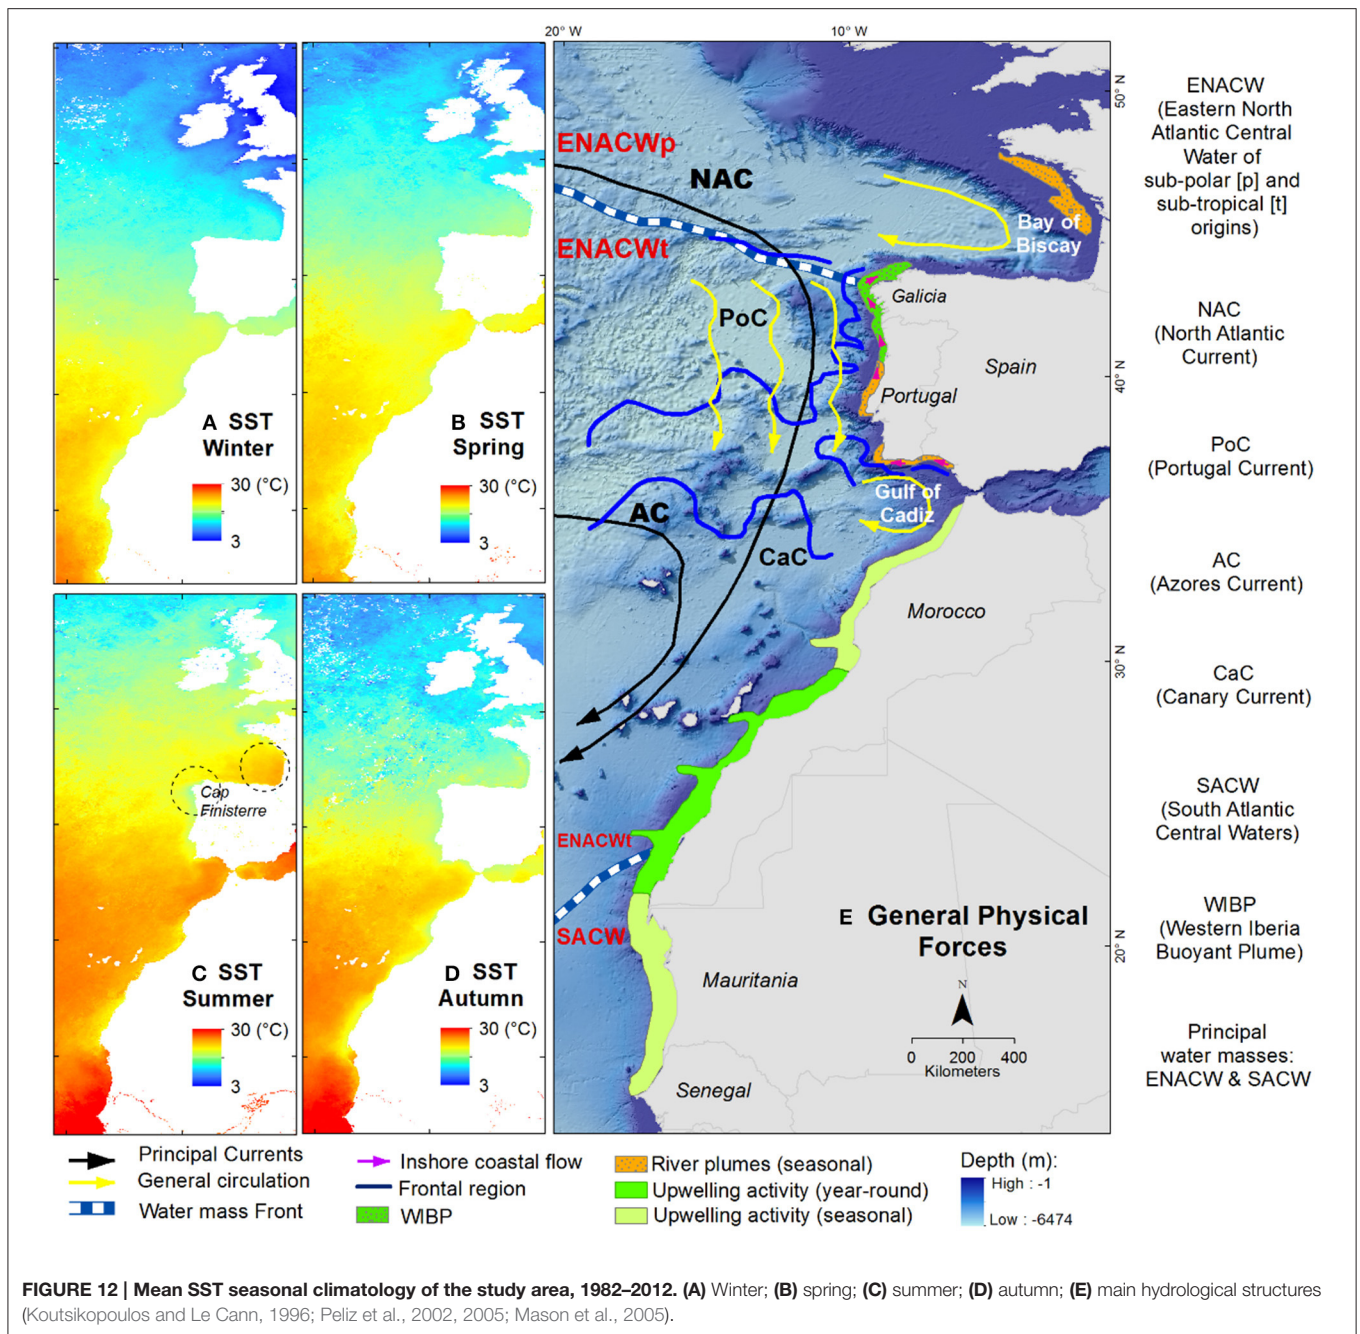 20° W
10° W
A SST
Winter
30 (°C)
3
B SST
Spring
30 (°C)
3
Cap
Finisterre
C SST
Summer
30 (°C)
3
D SST
Autumn
30 (°C)
3
ENACWp
NAC
ENACWt
Bay of
Biscay
Galicia
PoC
Spain
Portugal
Gulf of
Cadiz
AC
CaC
Morocco
ENACWt
SACW
E General Physical
Forces
Mauritania
N
0 200 400
Kilometers
Senegal
50° N
40° N
30° N
20° N
ENACW
(Eastern North
Atlantic Central
Water of
sub-polar [p] and
sub-tropical [t]
origins)
NAC
(North Atlantic
Current)
PoC
(Portugal Current)
AC
(Azores Current)
CaC
(Canary Current)
SACW
(South Atlantic
Central Waters)
WIBP
(Western Iberia
Buoyant Plume)
Principal
water masses:
ENACW & SACW
Principal Currents
General circulation
Water mass Front
Inshore coastal flow
Frontal region
WIBP
River plumes (seasonal)
Upwelling activity (year-round)
Upwelling activity (seasonal)
Depth (m):
High : -1
Low : -6474
FIGURE 12 | Mean SST seasonal climatology of the study area, 1982–2012. (A) Winter; (B) spring; (C) summer; (D) autumn; (E) main hydrological structures
(Koutsikopoulos and Le Cann, 1996; Peliz et al., 2002, 2005; Mason et al., 2005).